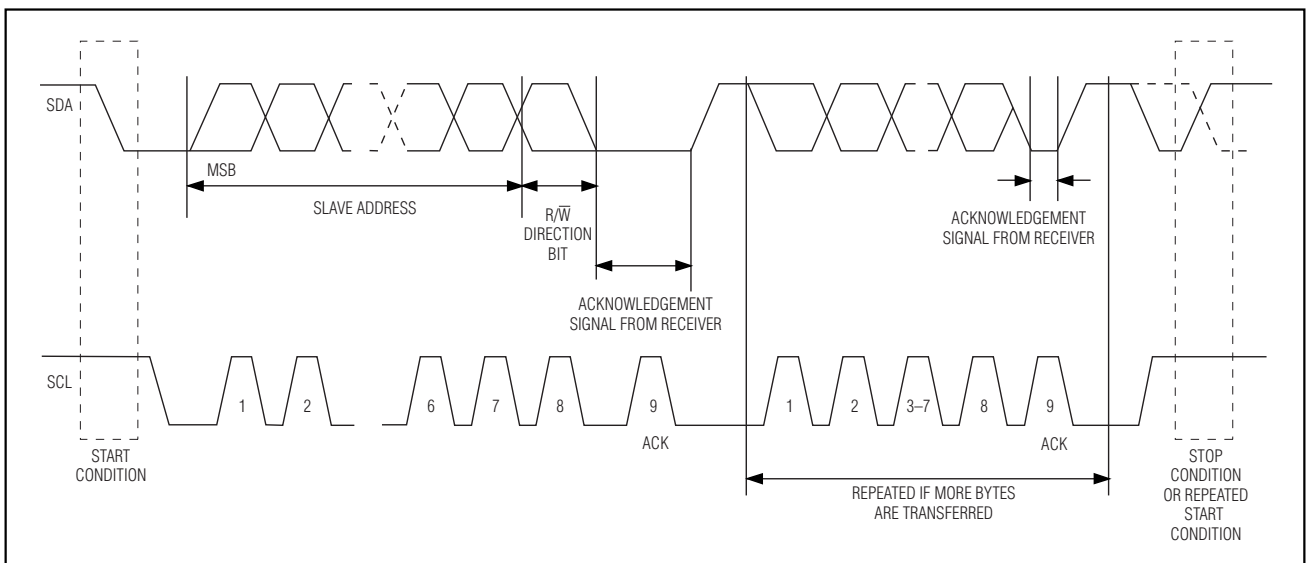 SDA
MSB
SLAVE ADDRESS
R/W̅
DIRECTION
BIT
ACKNOWLEDGEMENT
SIGNAL FROM RECEIVER
ACKNOWLEDGEMENT
SIGNAL FROM RECEIVER
SCL
1
2
6
7
8
9
1
2
3–7
8
9
ACK
ACK
START
CONDITION
REPEATED IF MORE BYTES
ARE TRANSFERRED
STOP
CONDITION
OR REPEATED
START
CONDITION